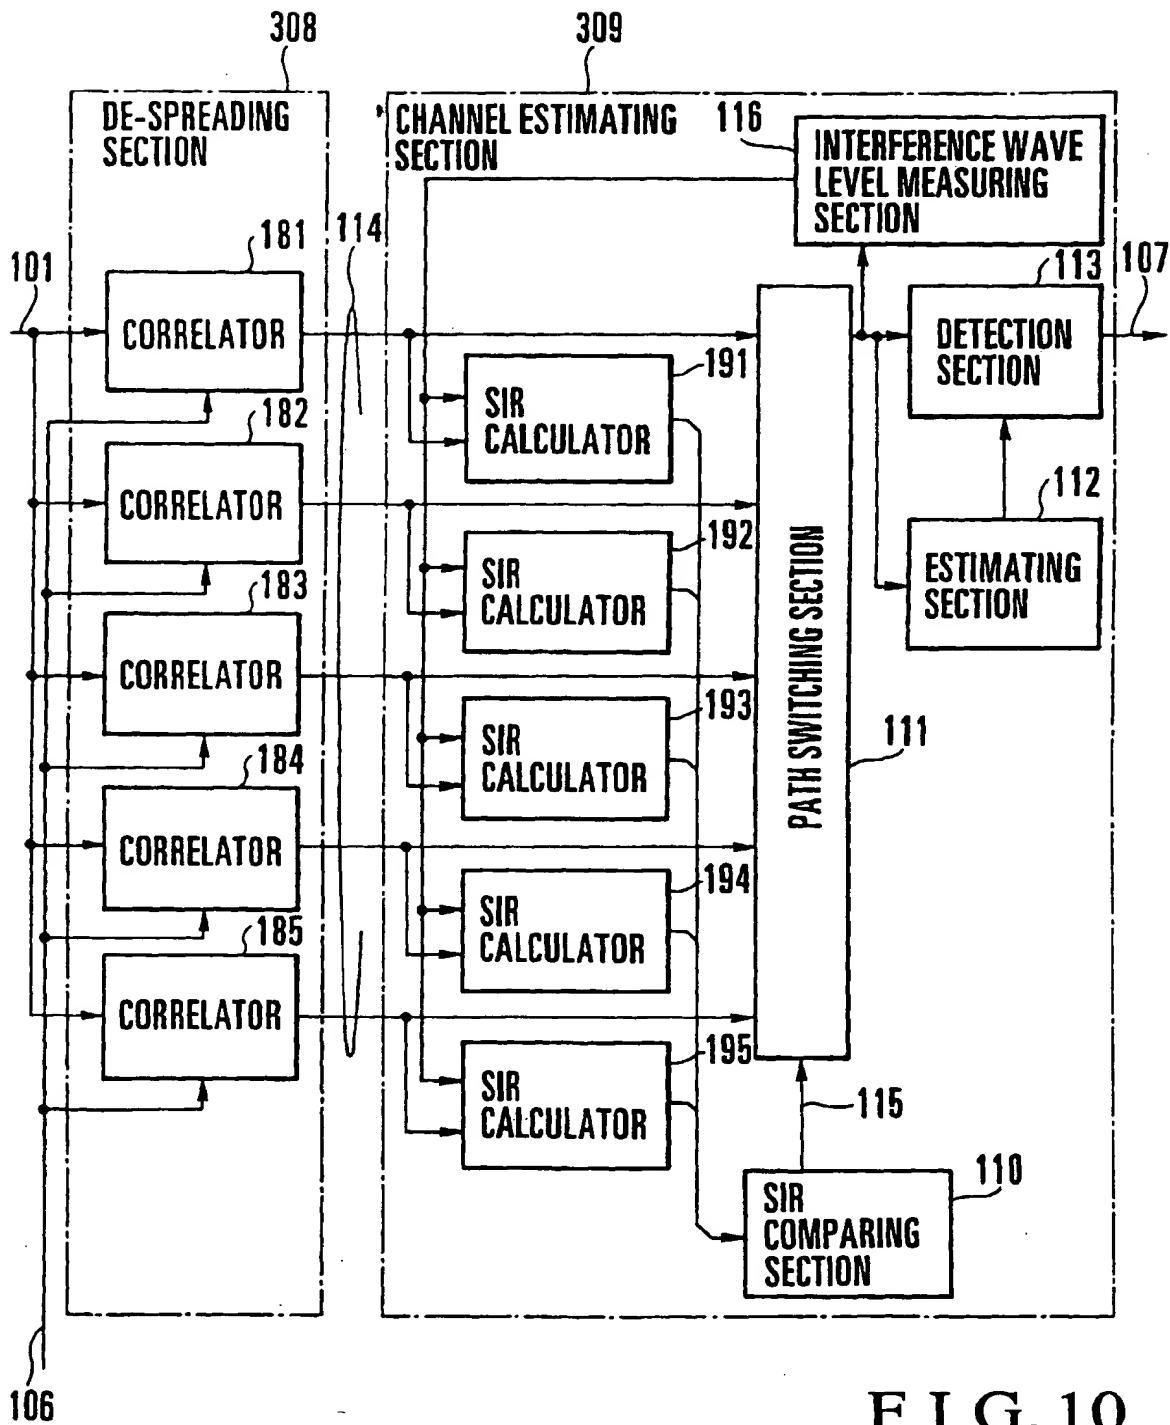 308
309
DE-SPREADING
SECTION
CHANNEL ESTIMATING
SECTION
116
INTERFERENCE WAVE
LEVEL MEASURING
SECTION
101
181
CORRELATOR
114
113
107
DETECTION
SECTION
191
SIR
CALCULATOR
182
CORRELATOR
112
ESTIMATING
SECTION
192
SIR
CALCULATOR
183
CORRELATOR
PATH SWITCHING SECTION
193
SIR
CALCULATOR
111
184
CORRELATOR
194
SIR
CALCULATOR
185
CORRELATOR
195
SIR
CALCULATOR
115
110
SIR
COMPARING
SECTION
106
FIG. 10